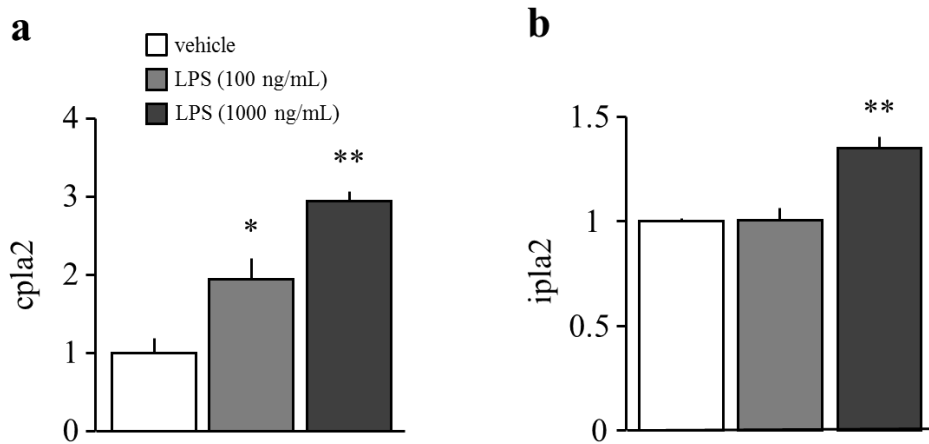 a
vehicle
LPS (100 ng/mL)
LPS (1000 ng/mL)
cpla2
4
3
2
1
0
*
**
b
ipla2
1.5
1
0.5
0
**